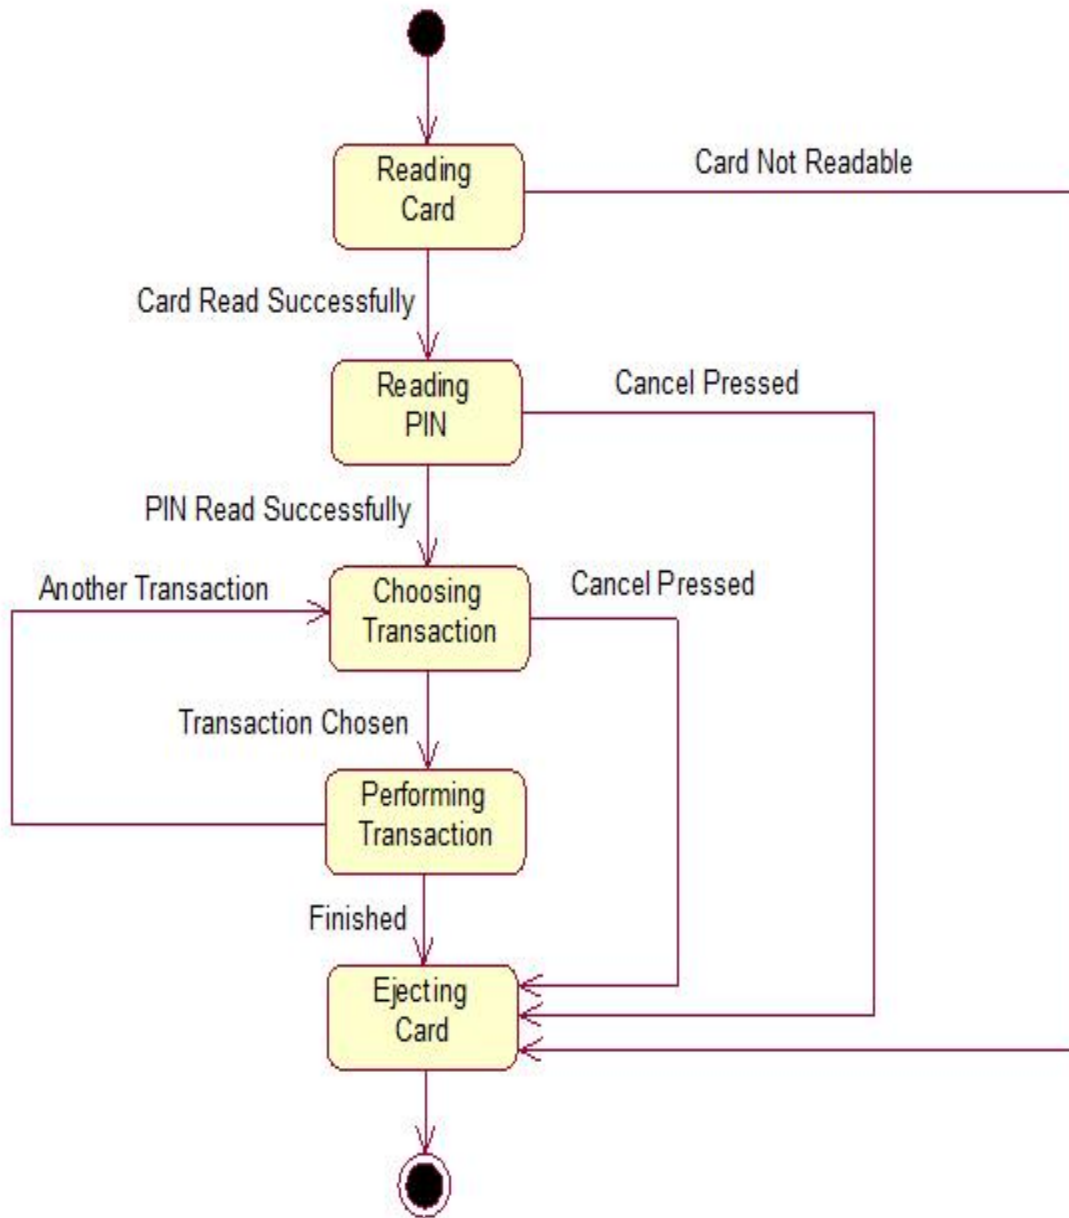 Reading
Card
Card Not Readable
Card Read Successfully
Reading
PIN
Cancel Pressed
PIN Read Successfully
Another Transaction
Choosing
Transaction
Cancel Pressed
Transaction Chosen
Performing
Transaction
Finished
Ejecting
Card